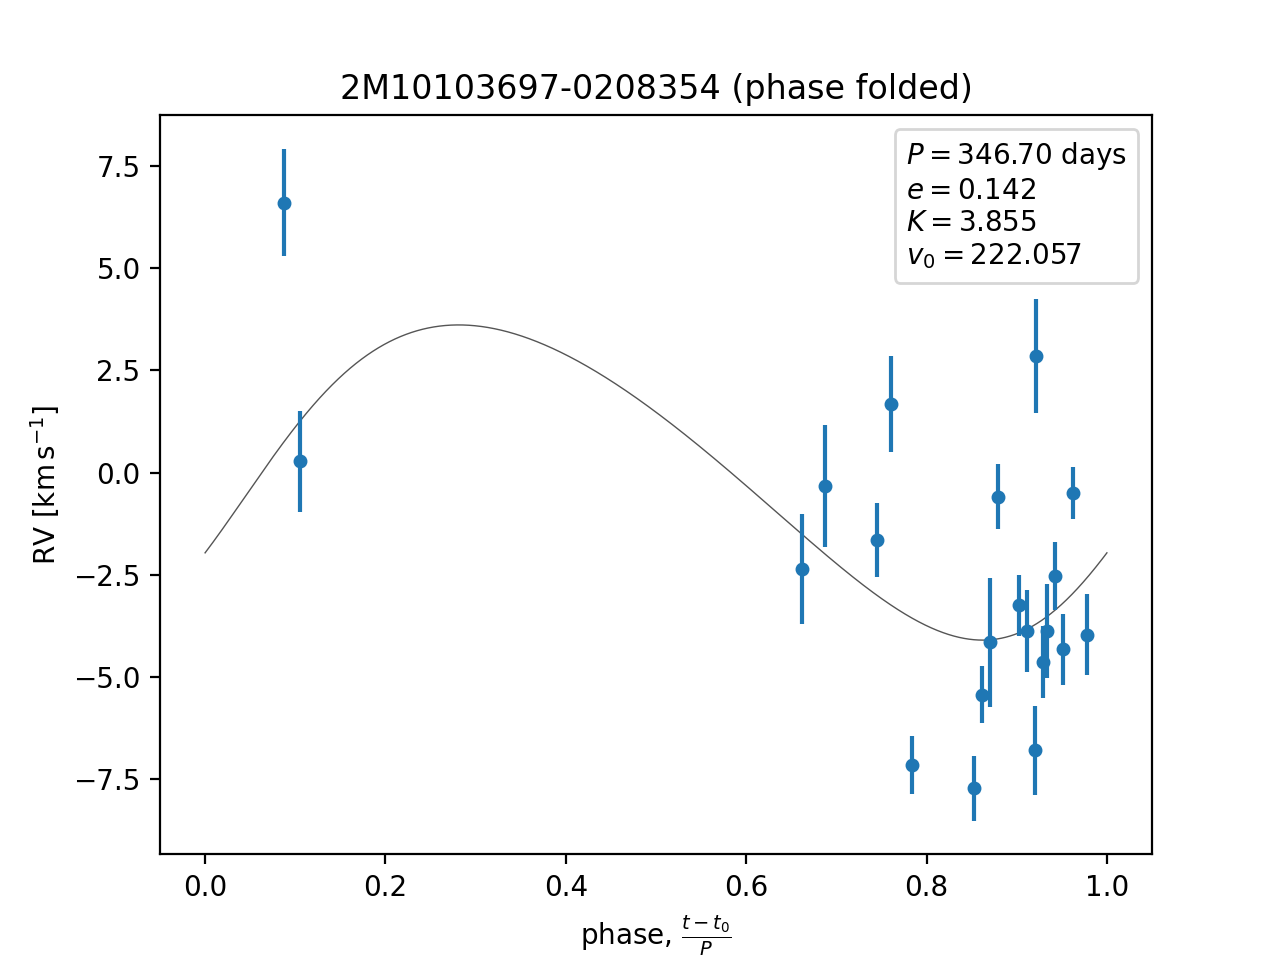 2M10103697-0208354 (phase folded)
P = 346.70 days
e = 0.142
K = 3.855
v₀ = 222.057
7.5
5.0
2.5
0.0
−2.5
−5.0
−7.5
RV [km s⁻¹]
0.0 0.2 0.4 0.6 0.8 1.0
phase, (t − t₀)/P